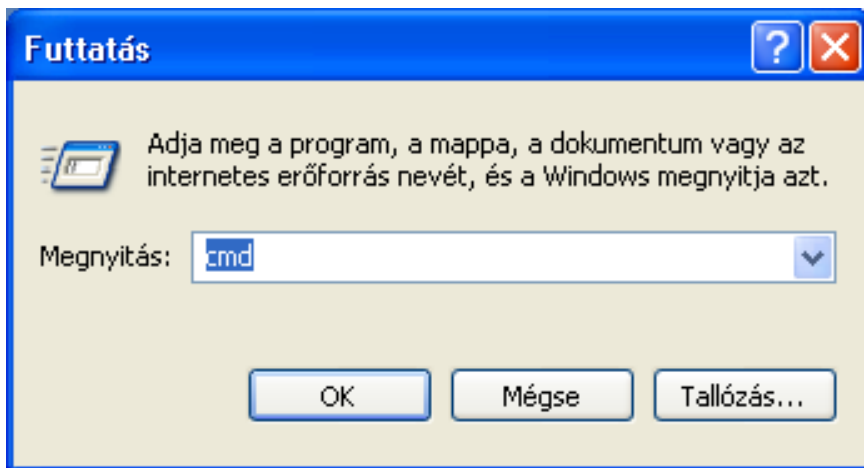 Futtatás
Adja meg a program, a mappa, a dokumentum vagy az
internetes erőforrás nevét, és a Windows megnyitja azt.
Megnyitás: cmd
OK Mégse Tallózás...